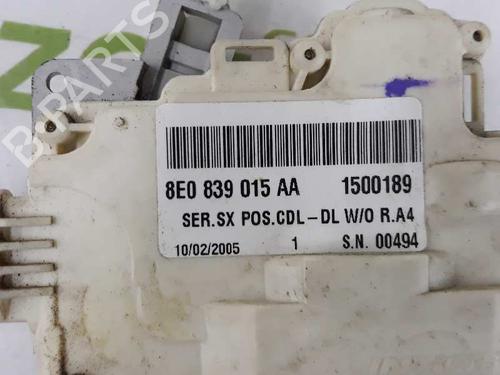 8E0 839 015 AA 1500189
SER.SX POS.CDL-DL W/O R.A4
10/02/2005 1 S.N. 00494
B-PARTS